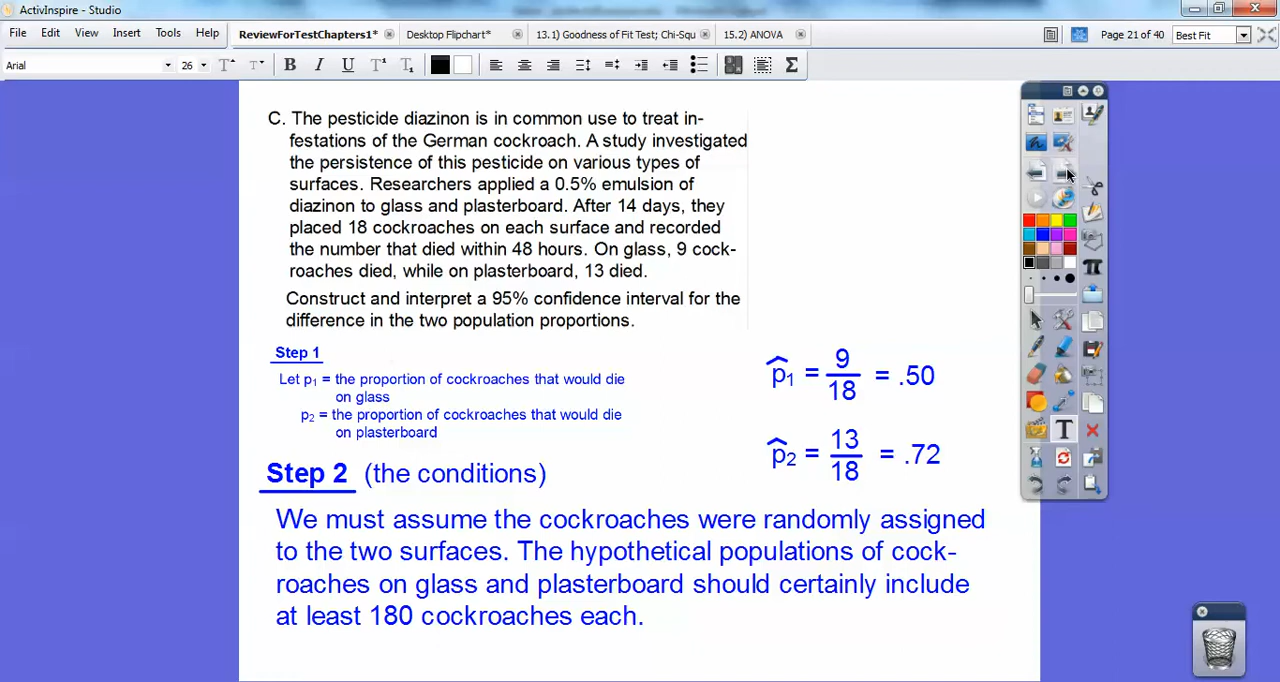 ActivInspire - Studio
File Edit View Insert Tools Help
ReviewForTestChapters1*
Desktop Flipchart*
13.1) Goodness of Fit Test; Chi-Squ
15.2) ANOVA
Page 21 of 40
Best Fit
Arial
26
C. The pesticide diazinon is in common use to treat in-
festations of the German cockroach. A study investigated
the persistence of this pesticide on various types of
surfaces. Researchers applied a 0.5% emulsion of
diazinon to glass and plasterboard. After 14 days, they
placed 18 cockroaches on each surface and recorded
the number that died within 48 hours. On glass, 9 cock-
roaches died, while on plasterboard, 13 died.
Construct and interpret a 95% confidence interval for the
difference in the two population proportions.
Step 1
Let p₁ = the proportion of cockroaches that would die
on glass
p₂ = the proportion of cockroaches that would die
on plasterboard
p̂₁ = 9/18 = .50
p̂₂ = 13/18 = .72
Step 2 (the conditions)
We must assume the cockroaches were randomly assigned
to the two surfaces. The hypothetical populations of cock-
roaches on glass and plasterboard should certainly include
at least 180 cockroaches each.